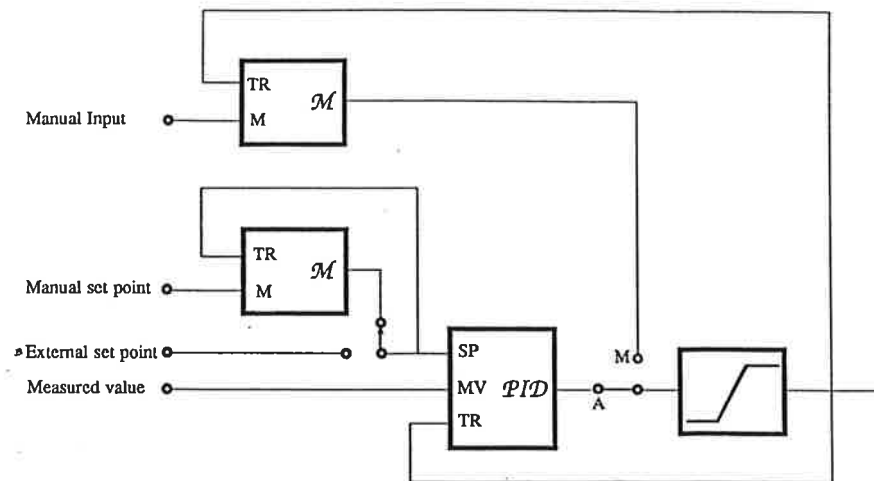 TR
M
M
Manual Input
TR
M
M
Manual set point
External set point
M
SP
Measured value
MV
PID
A
TR